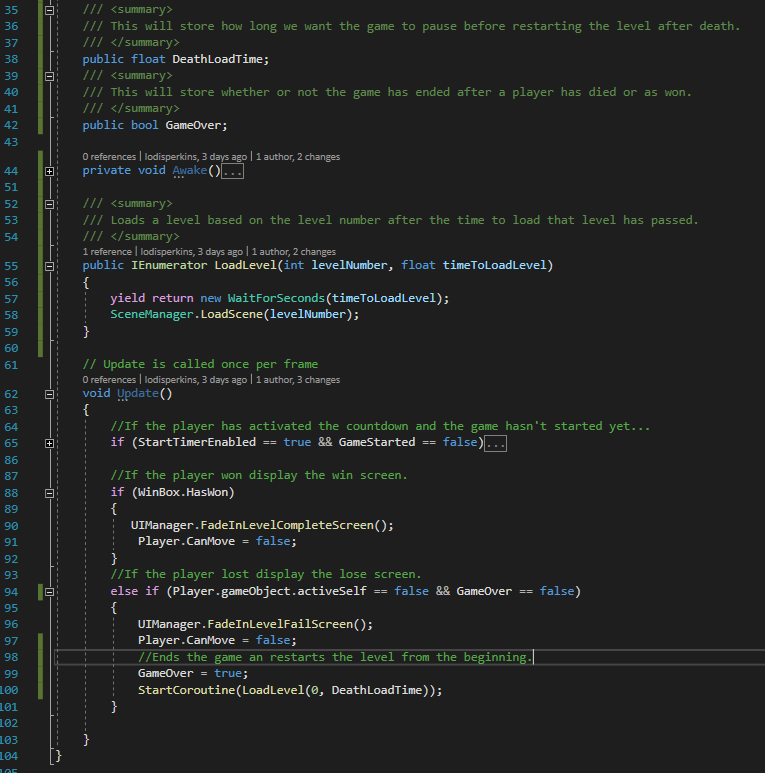 35 /// <summary>
36 /// This will store how long we want the game to pause before restarting the level after death.
37 /// </summary>
38 public float DeathLoadTime;
39 /// <summary>
40 /// This will store whether or not the game has ended after a player has died or as won.
41 /// </summary>
42 public bool GameOver;
43
0 references | lodisperkins, 3 days ago | 1 author, 2 changes
44 private void Awake()...
51
52 /// <summary>
53 /// Loads a level based on the level number after the time to load that level has passed.
54 /// </summary>
1 reference | lodisperkins, 3 days ago | 1 author, 2 changes
55 public IEnumerator LoadLevel(int levelNumber, float timeToLoadLevel)
56 {
57 yield return new WaitForSeconds(timeToLoadLevel);
58 SceneManager.LoadScene(levelNumber);
59 }
60
61 // Update is called once per frame
0 references | lodisperkins, 3 days ago | 1 author, 3 changes
62 void Update()
63 {
64 //If the player has activated the countdown and the game hasn't started yet...
65 if (StartTimerEnabled == true && GameStarted == false)...
86
87 //If the player won display the win screen.
88 if (WinBox.HasWon)
89 {
90 UIManager.FadeInLevelCompleteScreen();
91 Player.CanMove = false;
92 }
93 //If the player lost display the lose screen.
94 else if (Player.gameObject.activeSelf == false && GameOver == false)
95 {
96 UIManager.FadeInLevelFailScreen();
97 Player.CanMove = false;
98 //Ends the game an restarts the level from the beginning.
99 GameOver = true;
100 StartCoroutine(LoadLevel(0, DeathLoadTime));
101 }
102
103 }
104 }
105